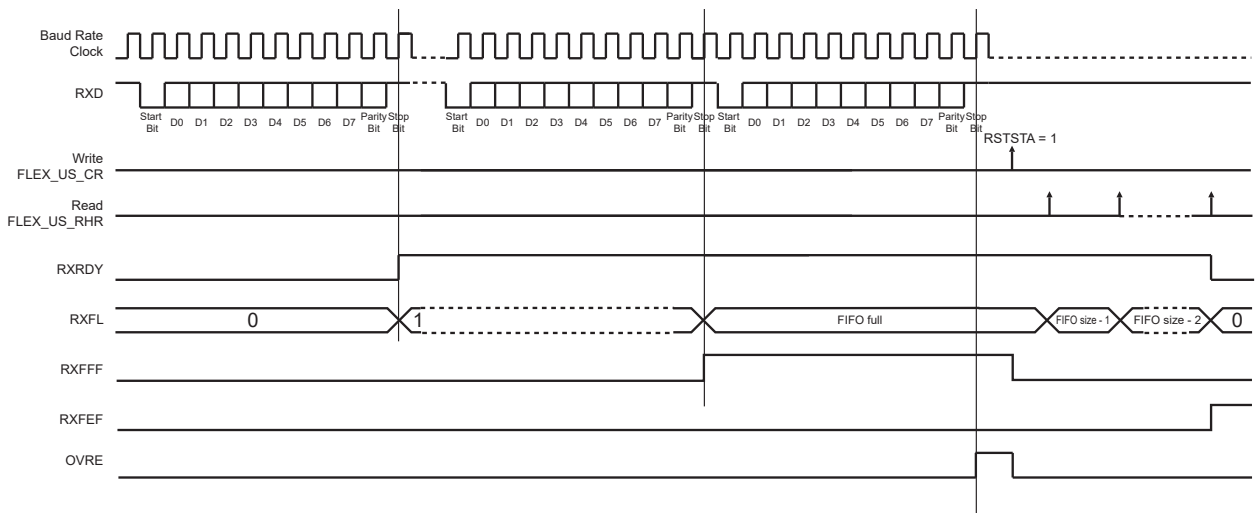 Baud Rate
Clock
RXD
Start
Bit
D0 D1 D2 D3 D4 D5 D6 D7
Parity
Bit
Stop
Bit
Start
Bit
D0 D1 D2 D3 D4 D5 D6 D7
Parity
Bit
Stop
Bit
Start
Bit
D0 D1 D2 D3 D4 D5 D6 D7
Parity
Bit
Stop
Bit
RSTSTA = 1
Write
FLEX_US_CR
Read
FLEX_US_RHR
RXRDY
RXFL 0 1 FIFO full FIFO size - 1 FIFO size - 2 0
RXFFF
RXFEF
OVRE